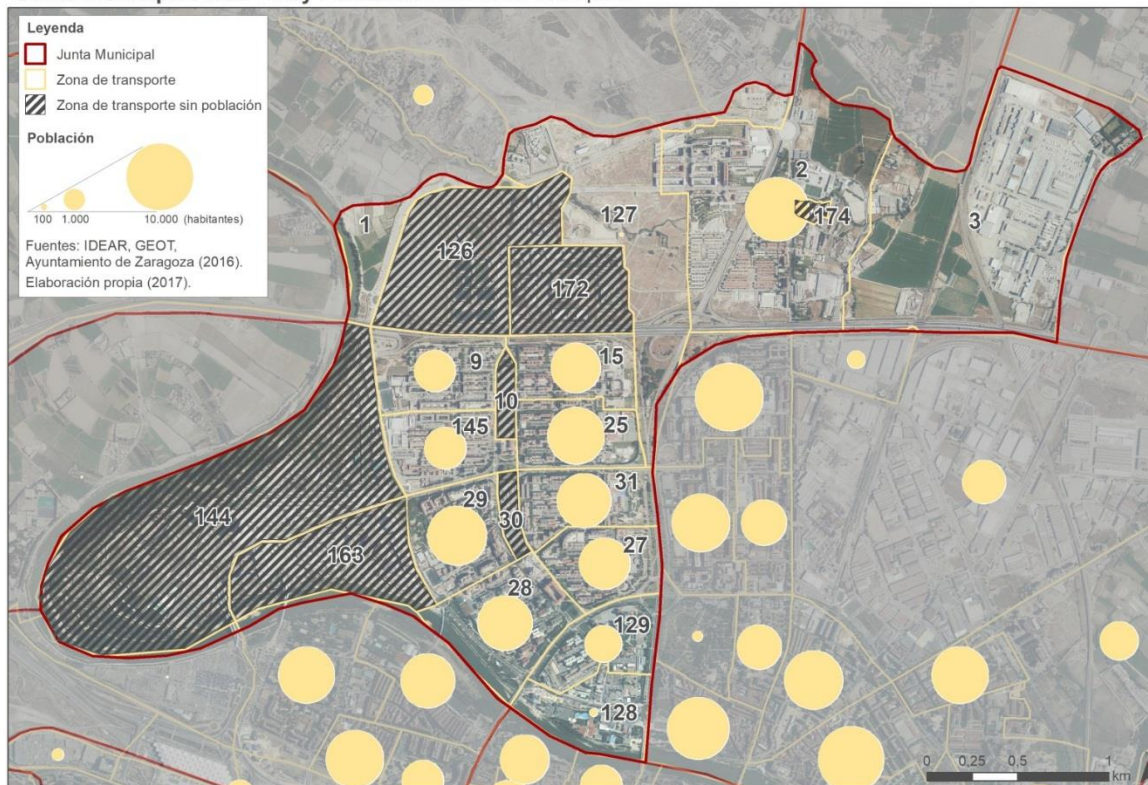 Leyenda
Junta Municipal
Zona de transporte
Zona de transporte sin población
Población
100 1.000 10.000 (habitantes)
Fuentes: IDEAR, GEOT,
Ayuntamiento de Zaragoza (2016).
Elaboración propia (2017).
1
2
3
126
127
174
172
9
15
10
145
25
144
29
31
30
163
27
28
129
128
0 0,25 0,5 1
km